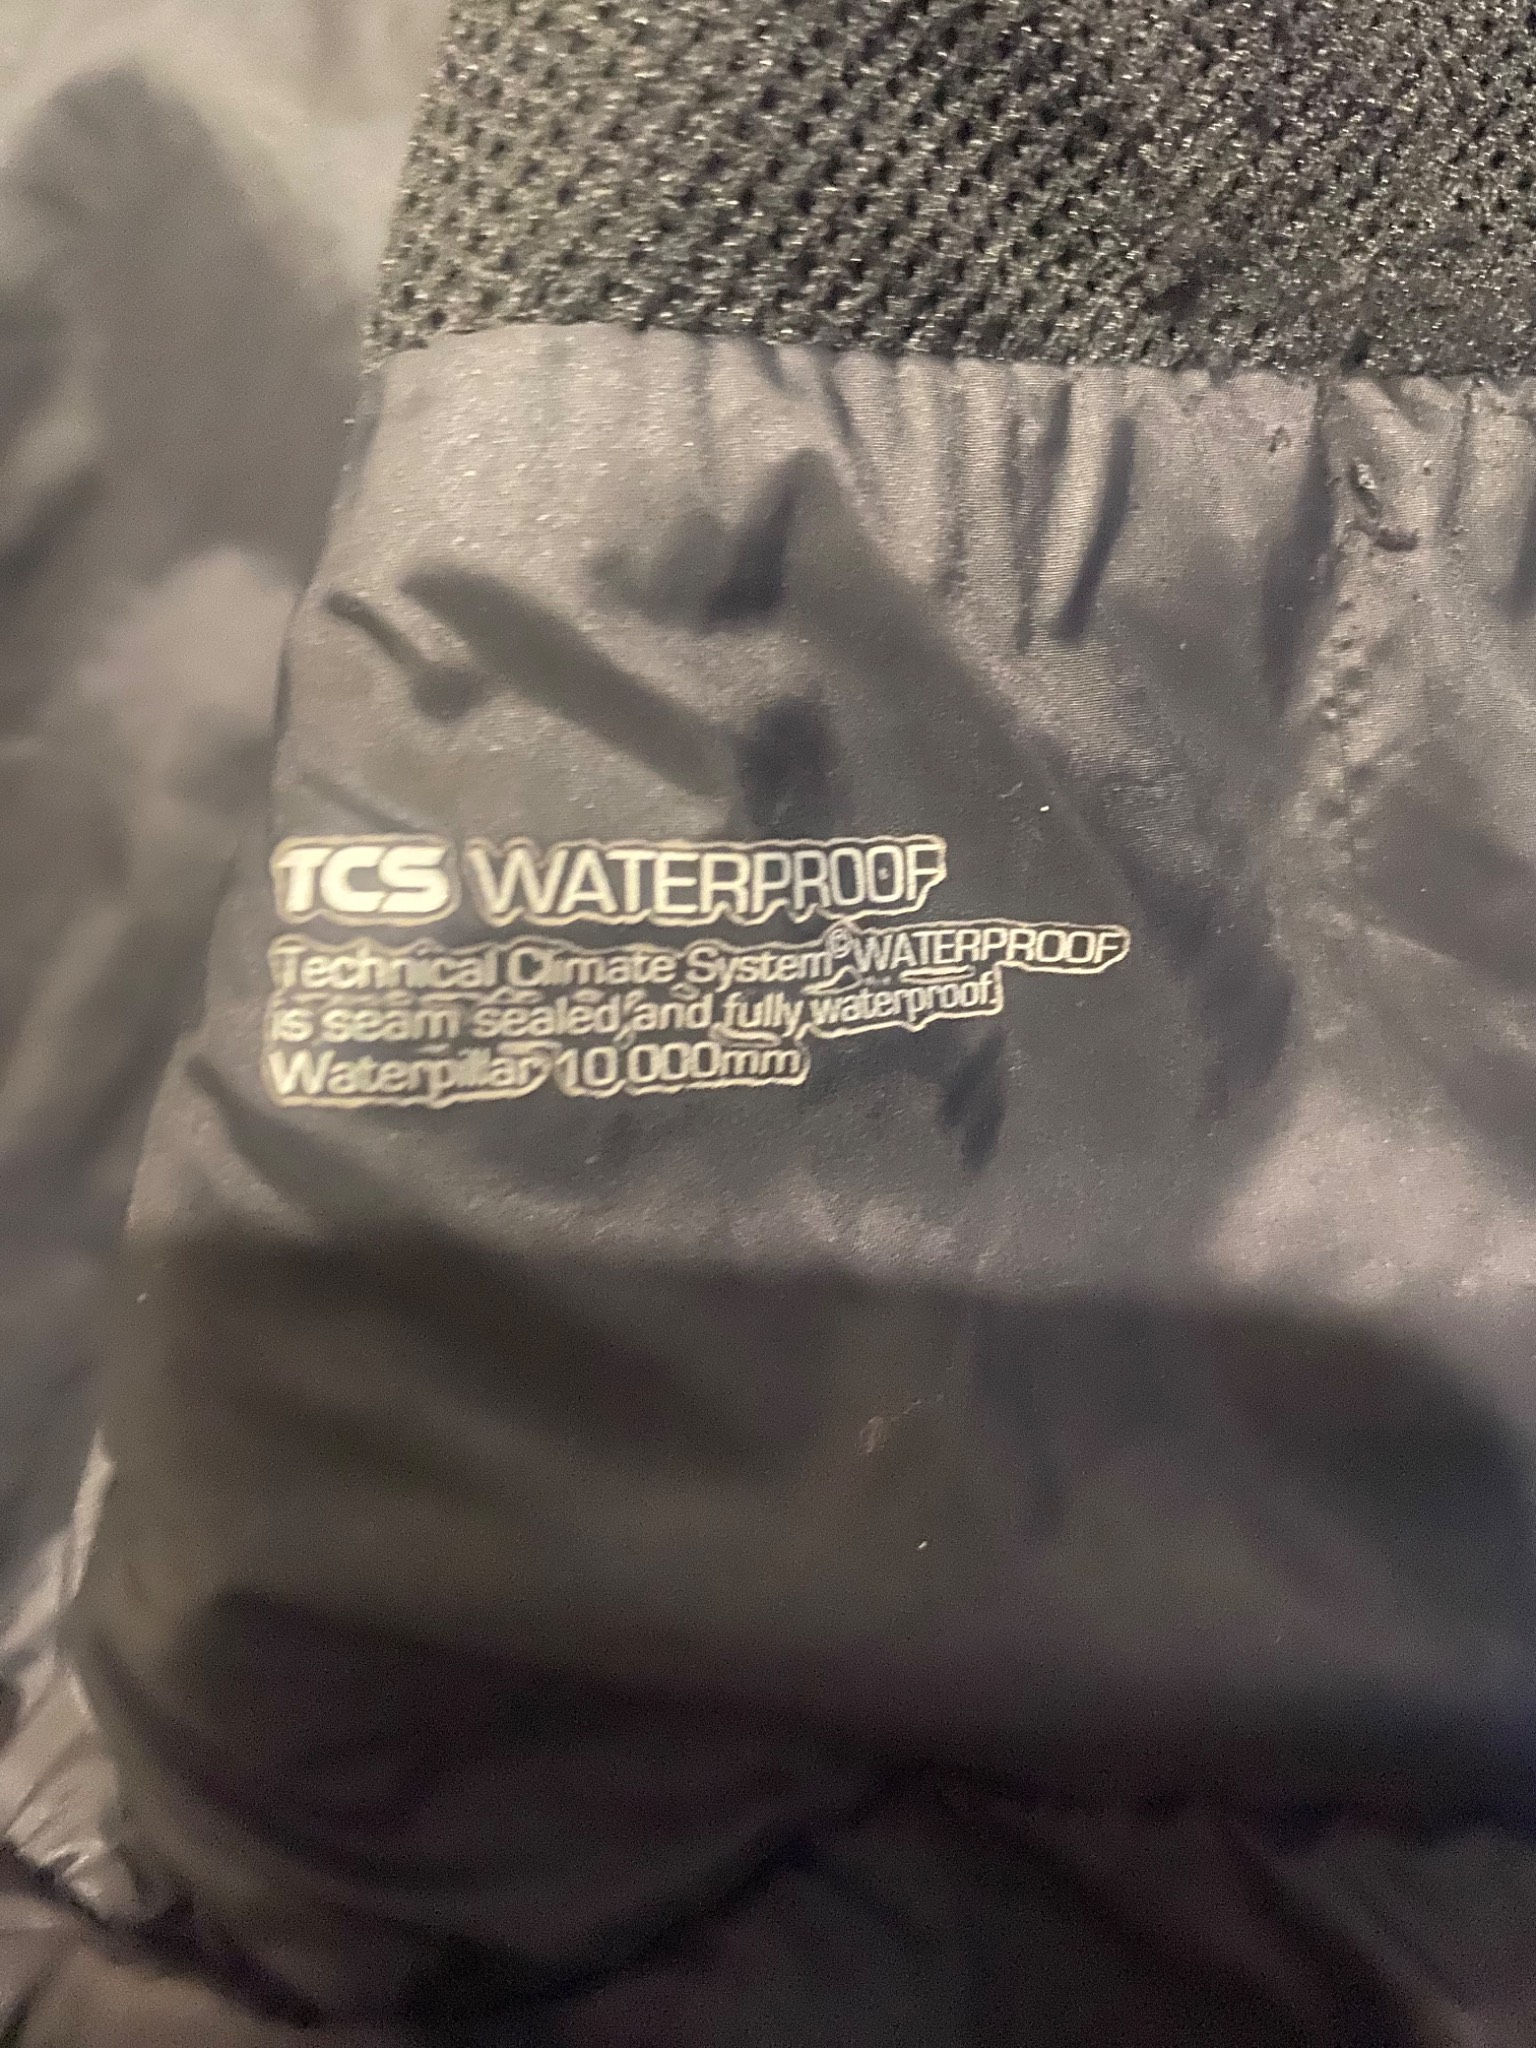 TCS WATERPROOF
Technical Climate System© WATERPROOF
is seam sealed and fully waterproof.
Waterpillar 10.000mm